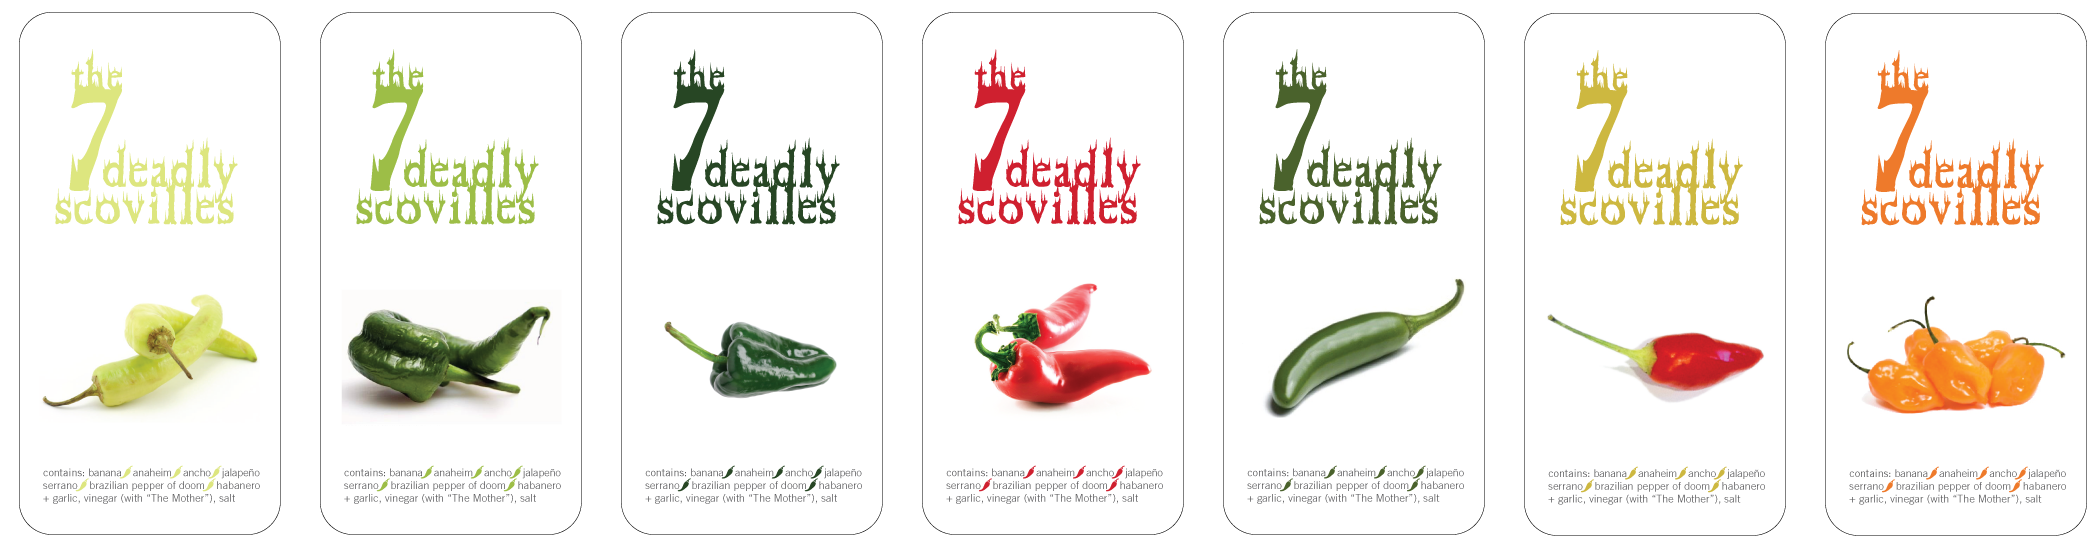 the
7 deadly
scovilles
contains: banana anaheim ancho jalapeño
serrano brazilian pepper of doom habanero
+ garlic, vinegar (with “The Mother”), salt
the
7 deadly
scovilles
contains: banana anaheim ancho jalapeño
serrano brazilian pepper of doom habanero
+ garlic, vinegar (with “The Mother”), salt
the
7 deadly
scovilles
contains: banana anaheim ancho jalapeño
serrano brazilian pepper of doom habanero
+ garlic, vinegar (with “The Mother”), salt
the
7 deadly
scovilles
contains: banana anaheim ancho jalapeño
serrano brazilian pepper of doom habanero
+ garlic, vinegar (with “The Mother”), salt
the
7 deadly
scovilles
contains: banana anaheim ancho jalapeño
serrano brazilian pepper of doom habanero
+ garlic, vinegar (with “The Mother”), salt
the
7 deadly
scovilles
contains: banana anaheim ancho jalapeño
serrano brazilian pepper of doom habanero
+ garlic, vinegar (with “The Mother”), salt
the
7 deadly
scovilles
contains: banana anaheim ancho jalapeño
serrano brazilian pepper of doom habanero
+ garlic, vinegar (with “The Mother”), salt